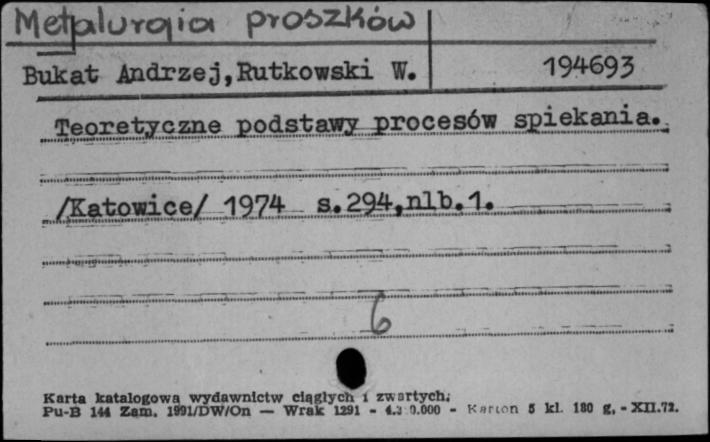 Metalurgia proszków
Bukat Andrzej, Rutkowski W. 194693
Teoretyczne podstawy procesów spiekania.
/Katowice/ 1974 s.294,nlb.1.
6
Karta katalogowa wydawnictw ciągłych i zwartych.
Pu-B 144 Zam. 1991/DW/On — Wrak 1291 - Karton 5 kl. 180 g. - XII.72.